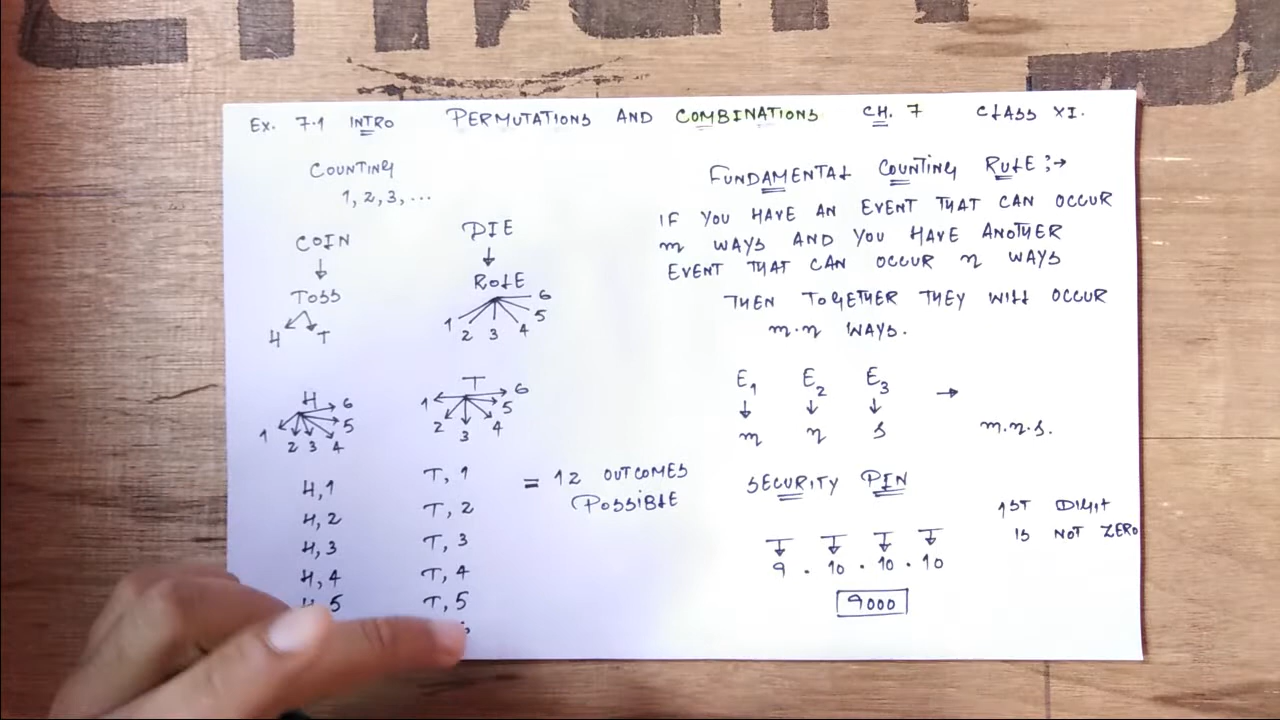 Ex. 7.1 INTRO PERMUTATIONS AND COMBINATIONS CH. 7 CLASS XI.
COUNTING
1, 2, 3, ...
COIN
TOSS
H T
DIE
ROLE
1 2 3 4 5 6
H
1 2 3 4 5 6
T
1 2 3 4 5 6
H, 1
H, 2
H, 3
H, 4
H, 5
T, 1
T, 2
T, 3
T, 4
T, 5
= 12 OUTCOMES
POSSIBLE
FUNDAMENTAL COUNTING RULE :→
IF YOU HAVE AN EVENT THAT CAN OCCUR
m WAYS AND YOU HAVE ANOTHER
EVENT THAT CAN OCCUR n WAYS
THEN TOGETHER THEY WILL OCCUR
m.n WAYS.
E1 E2 E3 →
m n s m.n.s.
SECURITY PIN
1ST DIGIT
IS NOT ZERO
9 . 10 . 10 . 10
9000